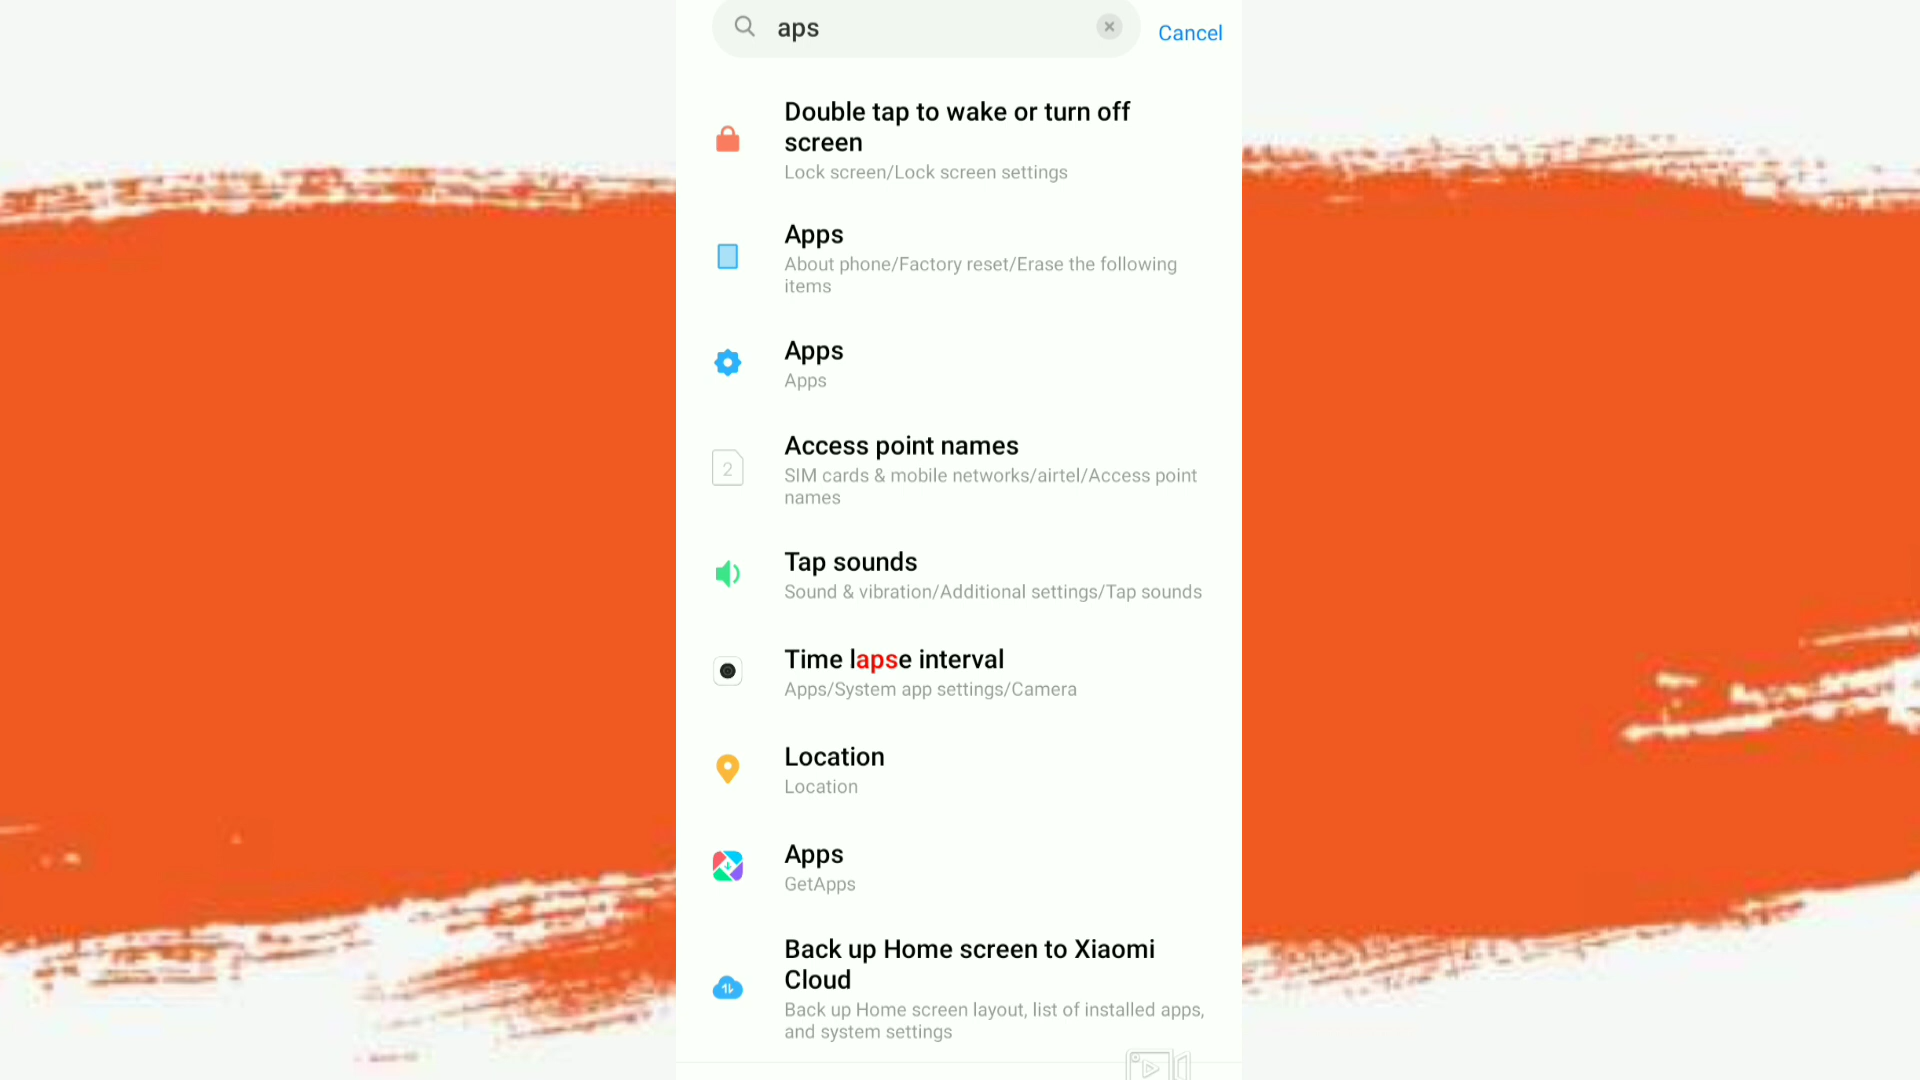 aps
Cancel
Double tap to wake or turn off
screen
Lock screen/Lock screen settings
Apps
About phone/Factory reset/Erase the following
items
Apps
Apps
Access point names
2
SIM cards & mobile networks/airtel/Access point
names
Tap sounds
Sound & vibration/Additional settings/Tap sounds
Time lapse interval
Apps/System app settings/Camera
Location
Location
Apps
GetApps
Back up Home screen to Xiaomi
Cloud
Back up Home screen layout, list of installed apps,
and system settings